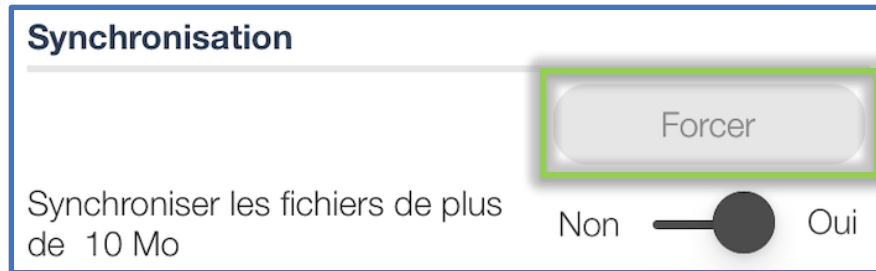 Synchronisation
Forcer
Synchroniser les fichiers de plus
de 10 Mo
Non Oui